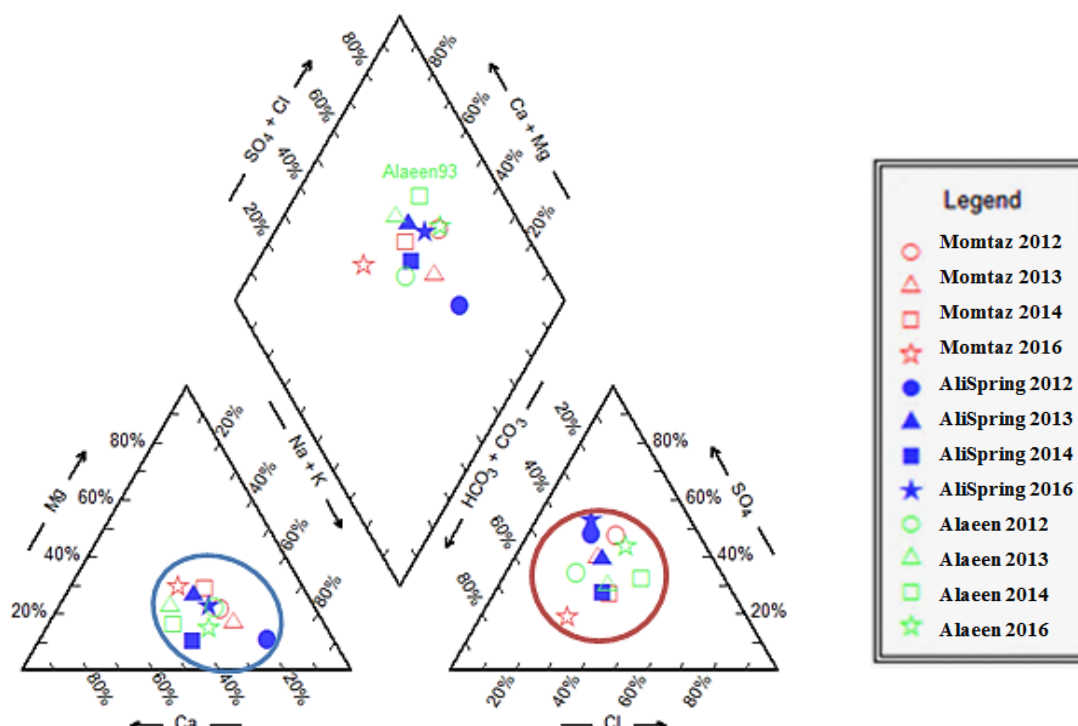 80%
80%
SO4 + Cl
60%
60%
Ca + Mg
40%
40%
Alaeen93
20%
20%
Legend
Momtaz 2012
Momtaz 2013
Momtaz 2014
Momtaz 2016
AliSpring 2012
AliSpring 2013
AliSpring 2014
AliSpring 2016
Alaeen 2012
Alaeen 2013
Alaeen 2014
Alaeen 2016
Na + K
HCO3 + CO3
Mg
80%
60%
40%
20%
20%
40%
60%
80%
80%
60%
40%
20%
Ca
20%
40%
60%
80%
80%
60%
40%
20%
SO4
20%
40%
60%
80%
Cl